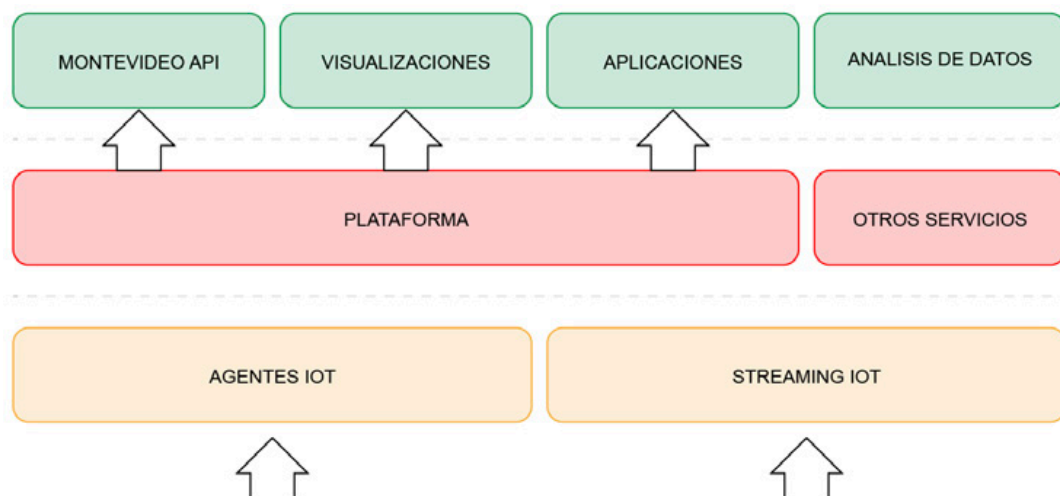 MONTEVIDEO API
VISUALIZACIONES
APLICACIONES
ANALISIS DE DATOS
PLATAFORMA
OTROS SERVICIOS
AGENTES IOT
STREAMING IOT